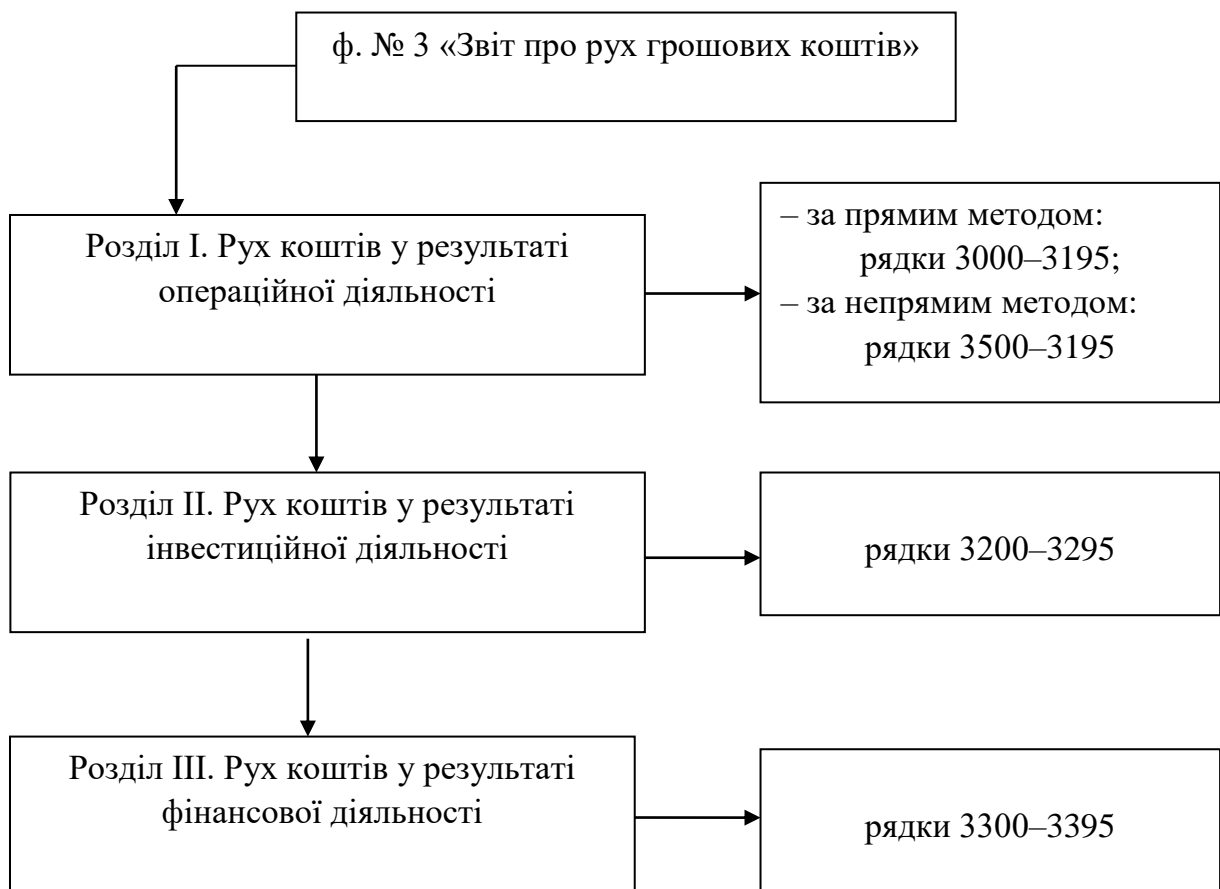 ф. № 3 «Звіт про рух грошових коштів»
Розділ І. Рух коштів у результаті
операційної діяльності
– за прямим методом:
рядки 3000–3195;
– за непрямим методом:
рядки 3500–3195
Розділ ІІ. Рух коштів у результаті
інвестиційної діяльності
рядки 3200–3295
Розділ ІІІ. Рух коштів у результаті
фінансової діяльності
рядки 3300–3395